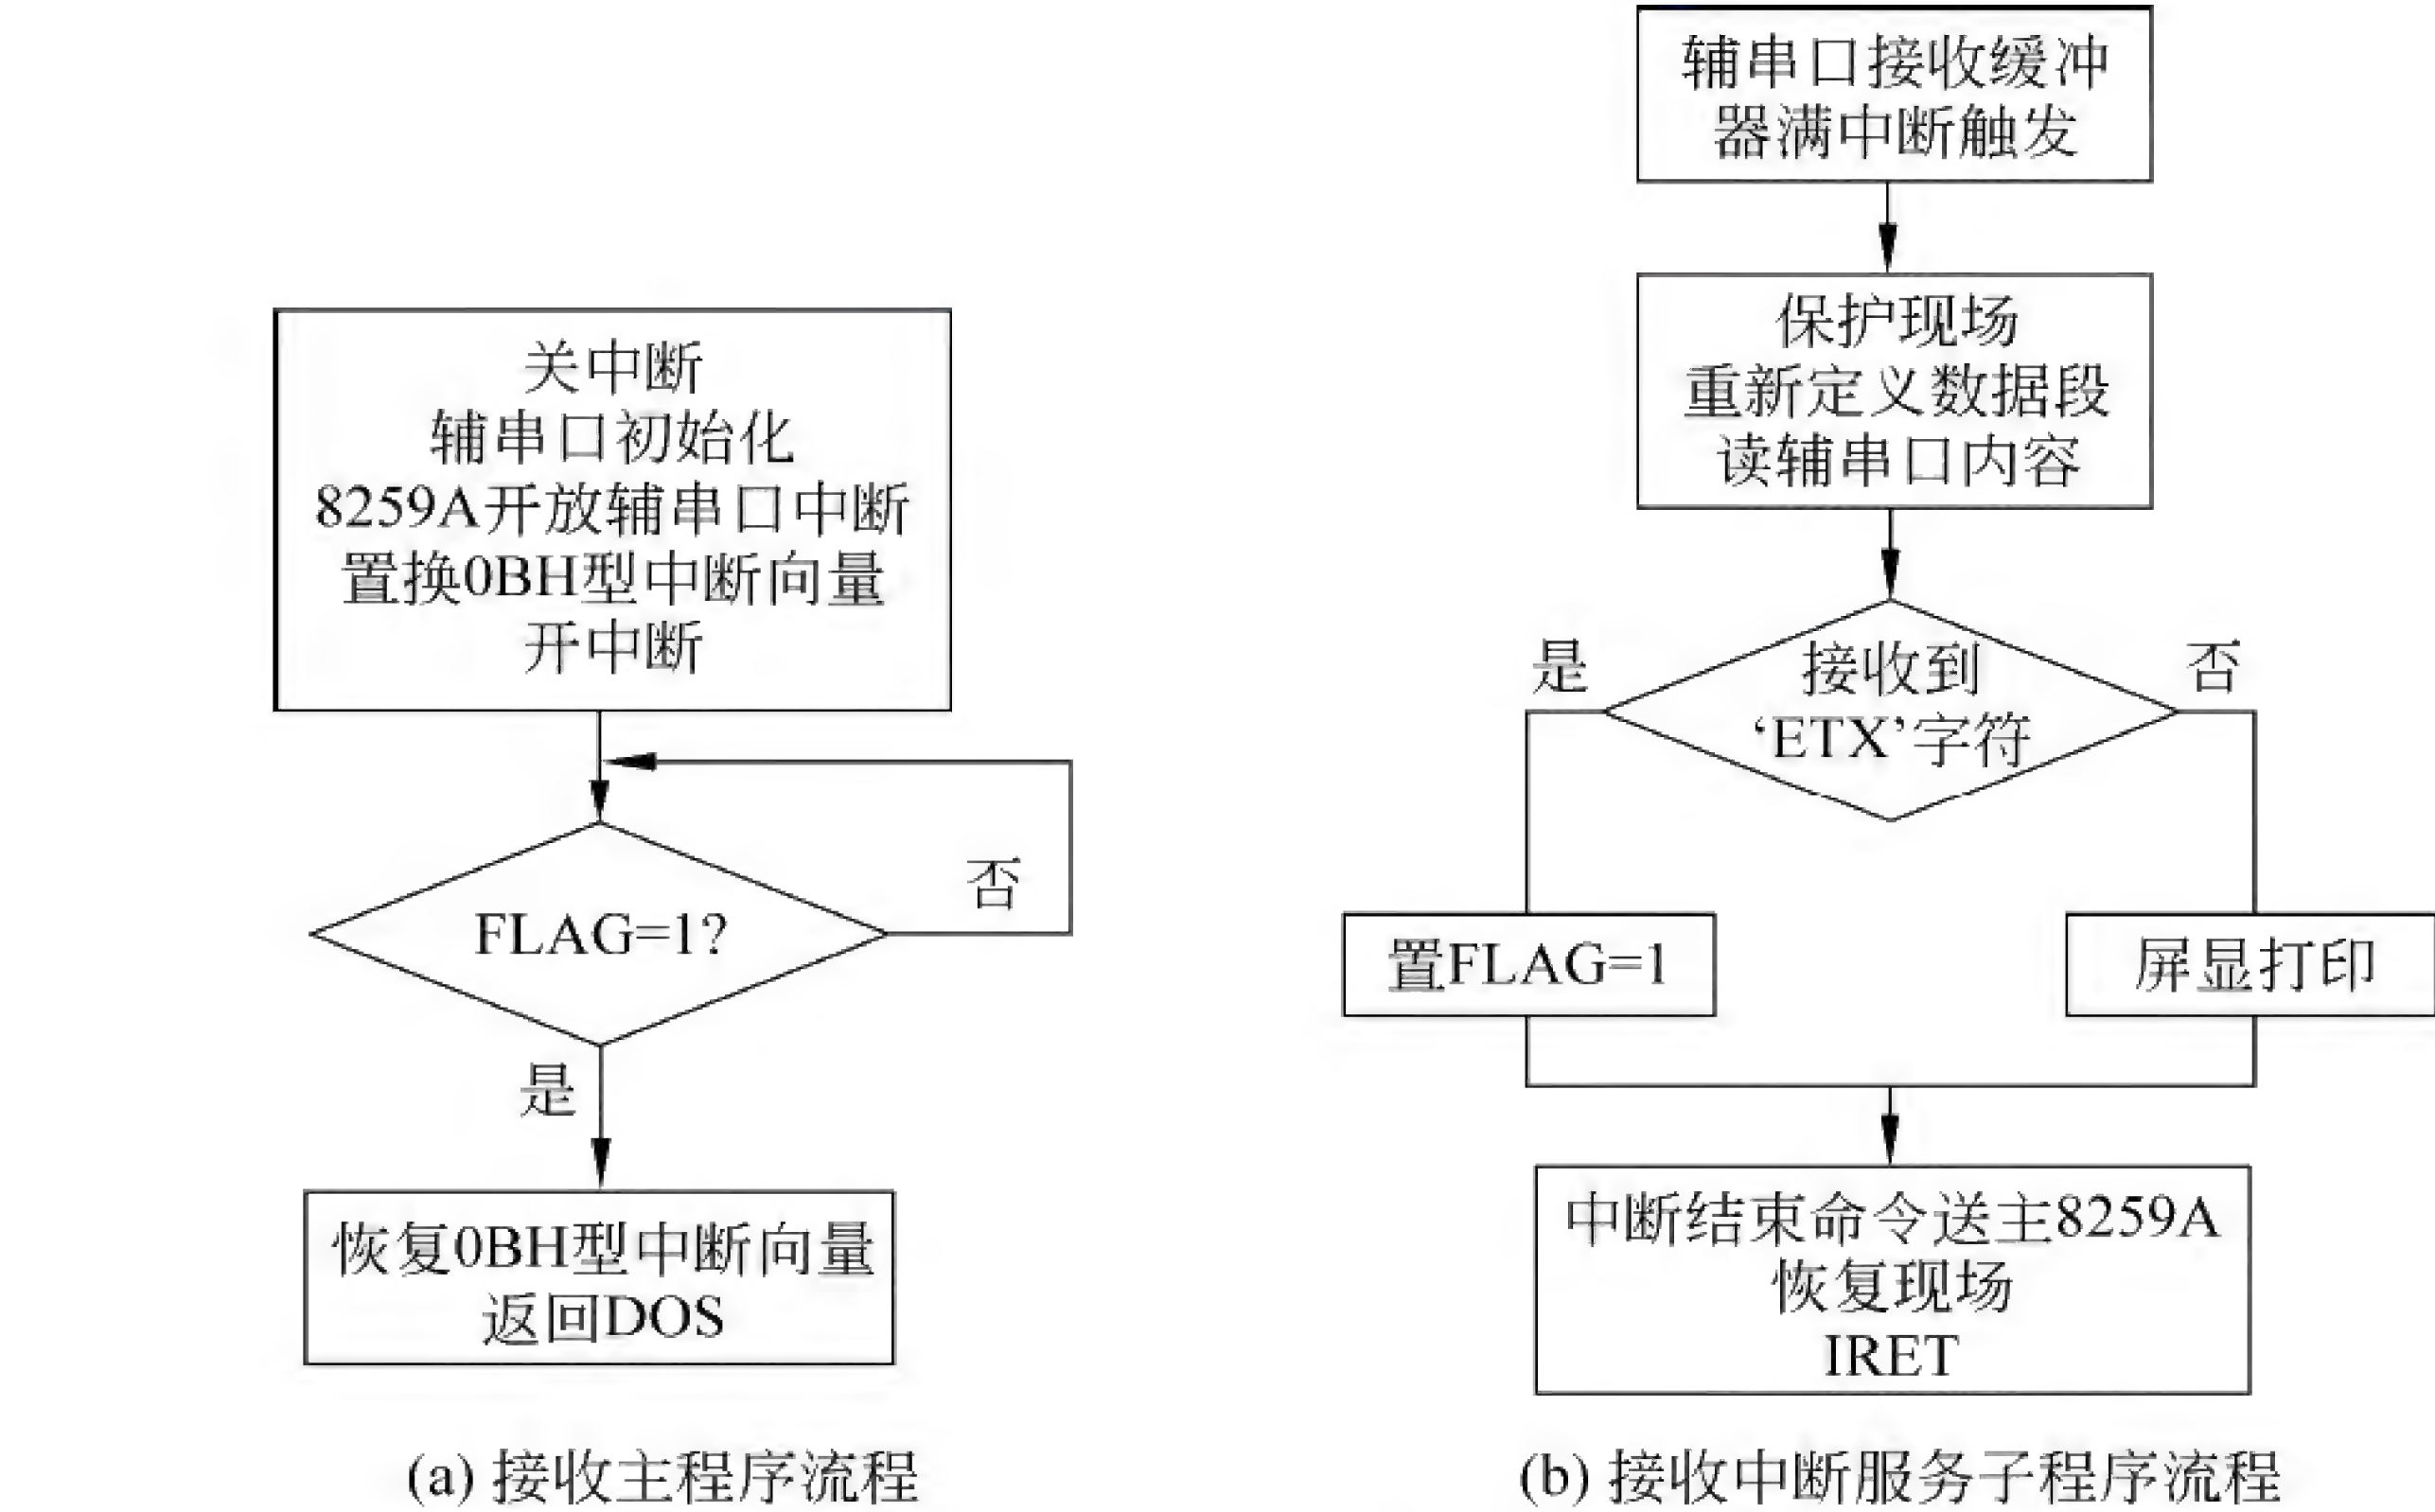 关中断
辅串口初始化
8259A开放辅串口中断
置换0BH型中断向量
开中断
FLAG=1?
否
是
恢复0BH型中断向量
返回DOS
(a) 接收主程序流程
辅串口接收缓冲
器满中断触发
保护现场
重新定义数据段
读辅串口内容
是
接收到
‘ETX’字符
否
置FLAG=1
屏显打印
中断结束命令送主8259A
恢复现场
IRET
(b) 接收中断服务子程序流程